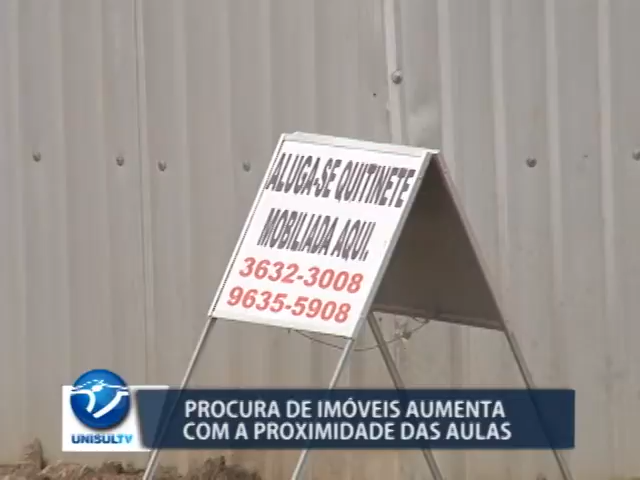 ALUGA-SE QUITINETE
MOBILIADA AQUI.
3632-3008
9635-5908
PROCURA DE IMÓVEIS AUMENTA
COM A PROXIMIDADE DAS AULAS
UNISULTV